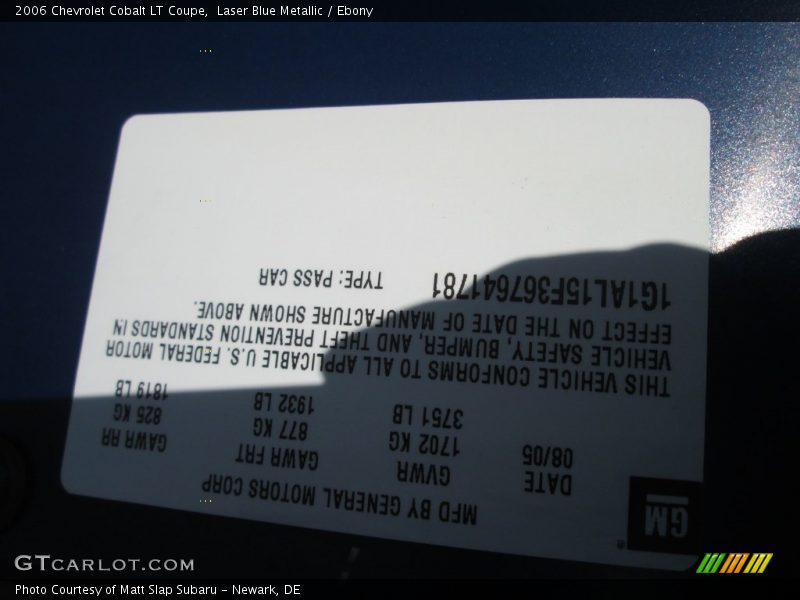 2006 Chevrolet Cobalt LT Coupe,  Laser Blue Metallic / Ebony
GM
MFD BY GENERAL MOTORS CORP
DATE GVWR GAWR FRT GAWR RR
08/05 1702 KG 877 KG 825 KG
3751 LB 1932 LB 1819 LB
THIS VEHICLE CONFORMS TO ALL APPLICABLE U.S. FEDERAL MOTOR
VEHICLE SAFETY, BUMPER, AND THEFT PREVENTION STANDARDS IN
EFFECT ON THE DATE OF MANUFACTURE SHOWN ABOVE.
1G1AL15F367641781 TYPE: PASS CAR
GTCARLOT.COM
Photo Courtesy of Matt Slap Subaru - Newark, DE